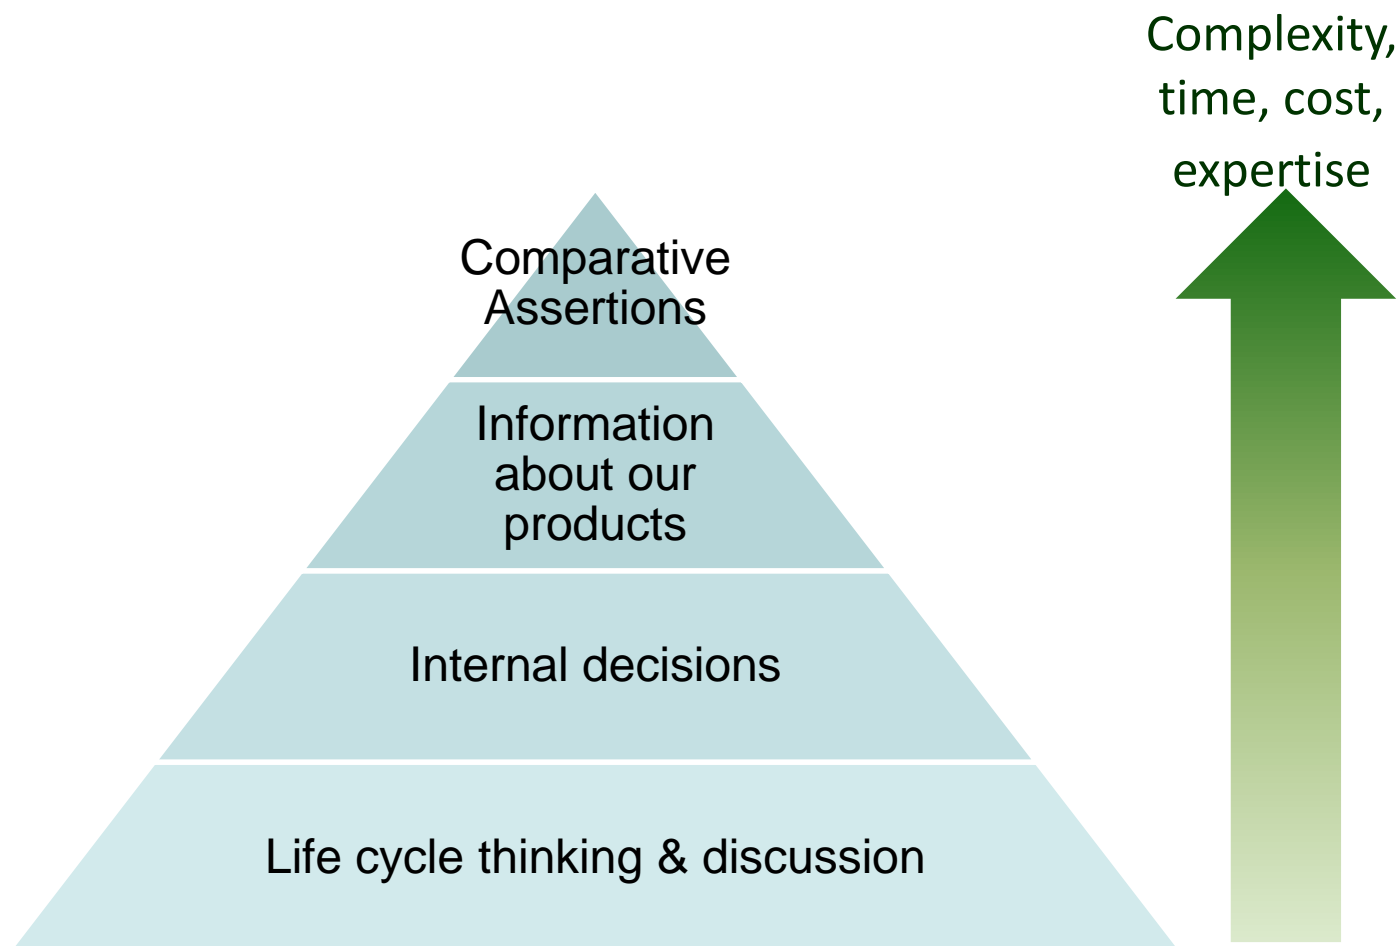 Complexity,
time, cost,
expertise
Comparative
Assertions
Information
about our
products
Internal decisions
Life cycle thinking & discussion